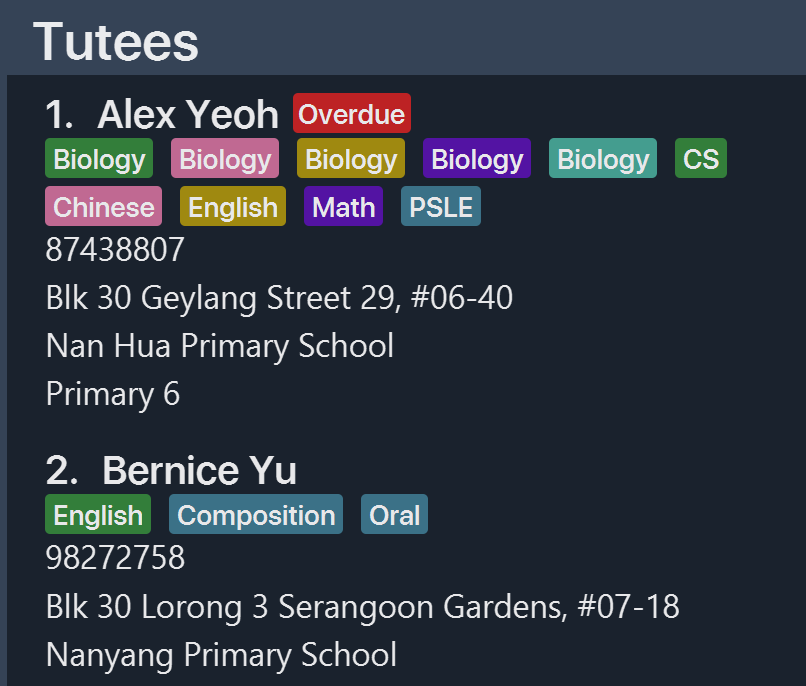 Tutees
1. Alex Yeoh Overdue
Biology Biology Biology Biology Biology CS
Chinese English Math PSLE
87438807
Blk 30 Geylang Street 29, #06-40
Nan Hua Primary School
Primary 6
2. Bernice Yu
English Composition Oral
98272758
Blk 30 Lorong 3 Serangoon Gardens, #07-18
Nanyang Primary School